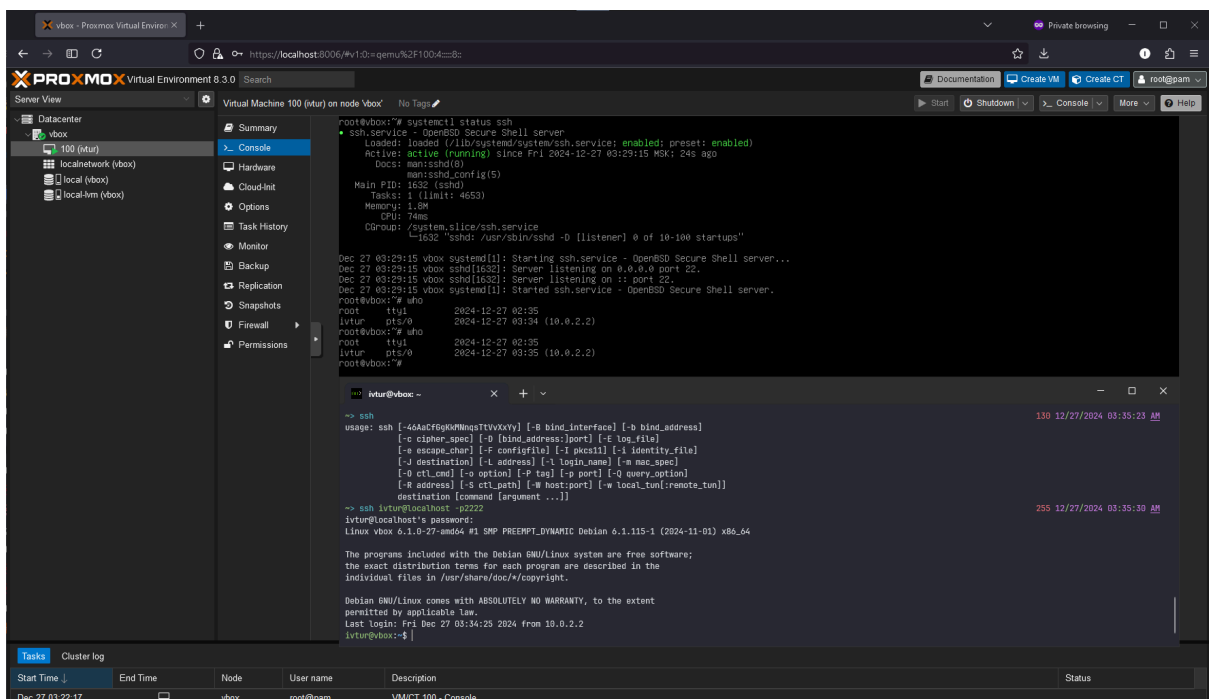 vbox - Proxmox Virtual Environ
Private browsing
https://localhost:8006/#v1:0:=qemu%2F100:4:::::8::
PROXMOX Virtual Environment 8.3.0 Search
Documentation Create VM Create CT root@pam
Server View
Virtual Machine 100 (ivtur) on node 'vbox' No Tags
Start Shutdown Console More Help
Datacenter
vbox
100 (ivtur)
localnetwork (vbox)
local (vbox)
local-lvm (vbox)
Summary
Console
Hardware
Cloud-Init
Options
Task History
Monitor
Backup
Replication
Snapshots
Firewall
Permissions
root@vbox:~# systemctl status ssh
● ssh.service - OpenBSD Secure Shell server
Loaded: loaded (/lib/systemd/system/ssh.service; enabled; preset: enabled)
Active: active (running) since Fri 2024-12-27 03:29:15 MSK; 24s ago
Docs: man:sshd(8)
man:sshd_config(5)
Main PID: 1632 (sshd)
Tasks: 1 (limit: 4653)
Memory: 1.8M
CPU: 74ms
CGroup: /system.slice/ssh.service
└─1632 "sshd: /usr/sbin/sshd -D [listener] 0 of 10-100 startups"
Dec 27 03:29:15 vbox systemd[1]: Starting ssh.service - OpenBSD Secure Shell server...
Dec 27 03:29:15 vbox sshd[1632]: Server listening on 0.0.0.0 port 22.
Dec 27 03:29:15 vbox sshd[1632]: Server listening on :: port 22.
Dec 27 03:29:15 vbox systemd[1]: Started ssh.service - OpenBSD Secure Shell server.
root@vbox:~# who
root tty1 2024-12-27 02:35
ivtur pts/0 2024-12-27 03:34 (10.0.2.2)
root@vbox:~# who
root tty1 2024-12-27 02:35
ivtur pts/0 2024-12-27 03:35 (10.0.2.2)
root@vbox:~#
ivtur@vbox: ~
~> ssh 130 12/27/2024 03:35:23 AM
usage: ssh [-46AaCfGgKkMNnqsTtVvXxYy] [-B bind_interface] [-b bind_address]
[-c cipher_spec] [-D [bind_address:]port] [-E log_file]
[-e escape_char] [-F configfile] [-I pkcs11] [-i identity_file]
[-J destination] [-L address] [-l login_name] [-m mac_spec]
[-O ctl_cmd] [-o option] [-P tag] [-p port] [-Q query_option]
[-R address] [-S ctl_path] [-W host:port] [-w local_tun[:remote_tun]]
destination [command [argument ...]]
~> ssh ivtur@localhost -p2222 255 12/27/2024 03:35:30 AM
ivtur@localhost's password:
Linux vbox 6.1.0-27-amd64 #1 SMP PREEMPT_DYNAMIC Debian 6.1.115-1 (2024-11-01) x86_64
The programs included with the Debian GNU/Linux system are free software;
the exact distribution terms for each program are described in the
individual files in /usr/share/doc/*/copyright.
Debian GNU/Linux comes with ABSOLUTELY NO WARRANTY, to the extent
permitted by applicable law.
Last login: Fri Dec 27 03:34:25 2024 from 10.0.2.2
ivtur@vbox:~$
Tasks Cluster log
Start Time ↓ End Time Node User name Description Status
Dec 27 03:22:17 vbox root@pam VM/CT 100 - Console